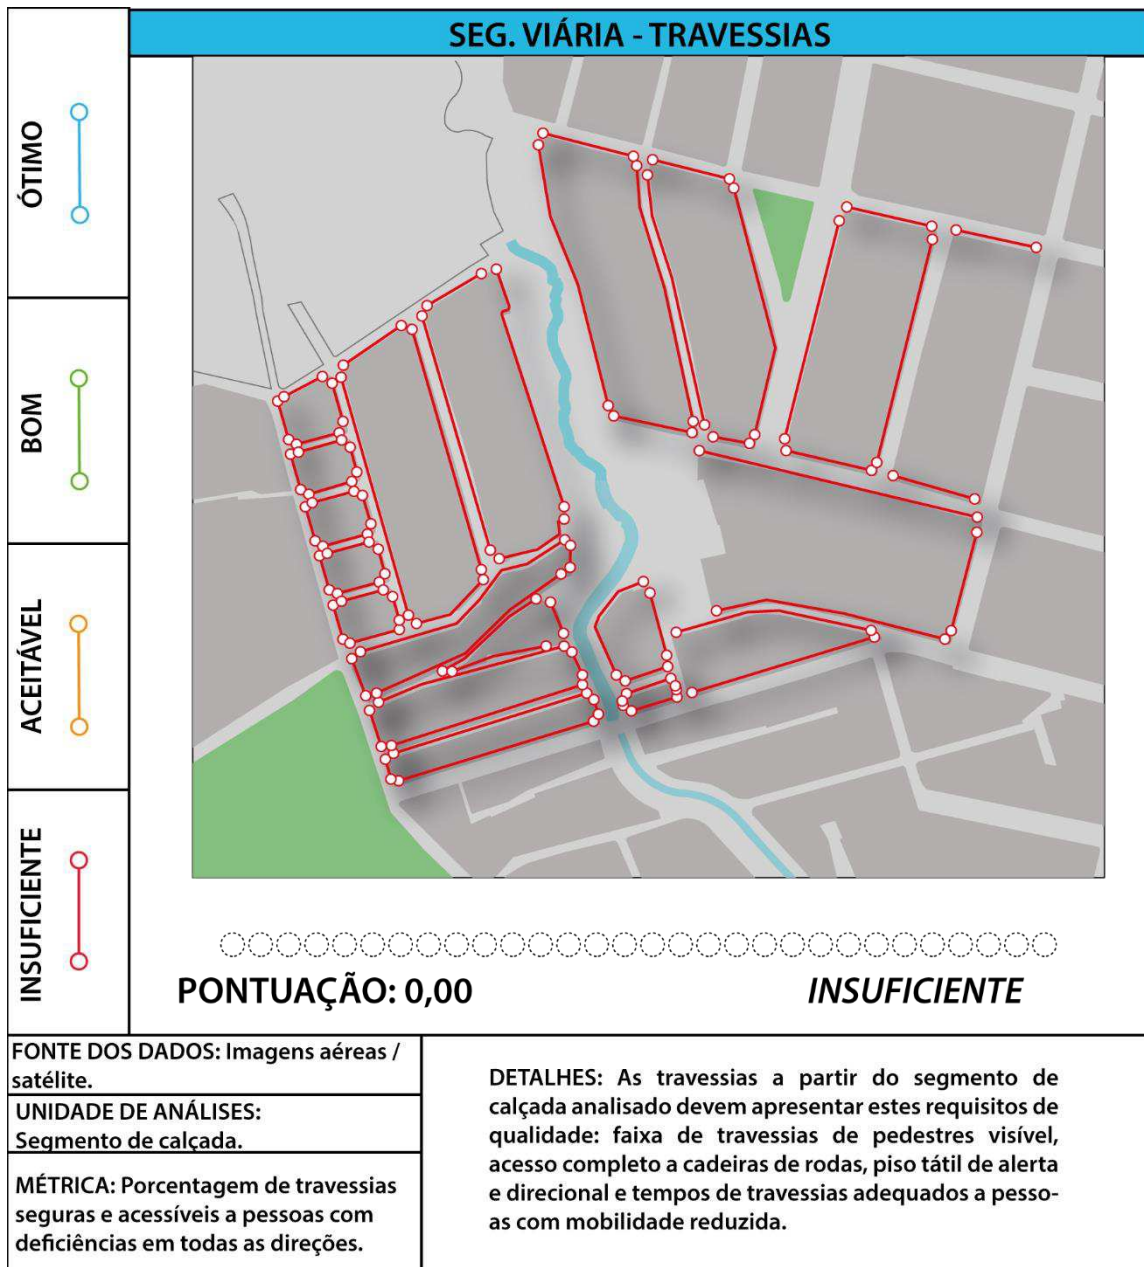 SEG. VIÁRIA - TRAVESSIAS
ÓTIMO
BOM
ACEITÁVEL
INSUFICIENTE
PONTUAÇÃO: 0,00
INSUFICIENTE
FONTE DOS DADOS: Imagens aéreas /
satélite.
UNIDADE DE ANÁLISES:
Segmento de calçada.
MÉTRICA: Porcentagem de travessias
seguras e acessíveis a pessoas com
deficiências em todas as direções.
DETALHES: As travessias a partir do segmento de
calçada analisado devem apresentar estes requisitos de
qualidade: faixa de travessias de pedestres visível,
acesso completo a cadeiras de rodas, piso tátil de alerta
e direcional e tempos de travessias adequados a pesso-
as com mobilidade reduzida.